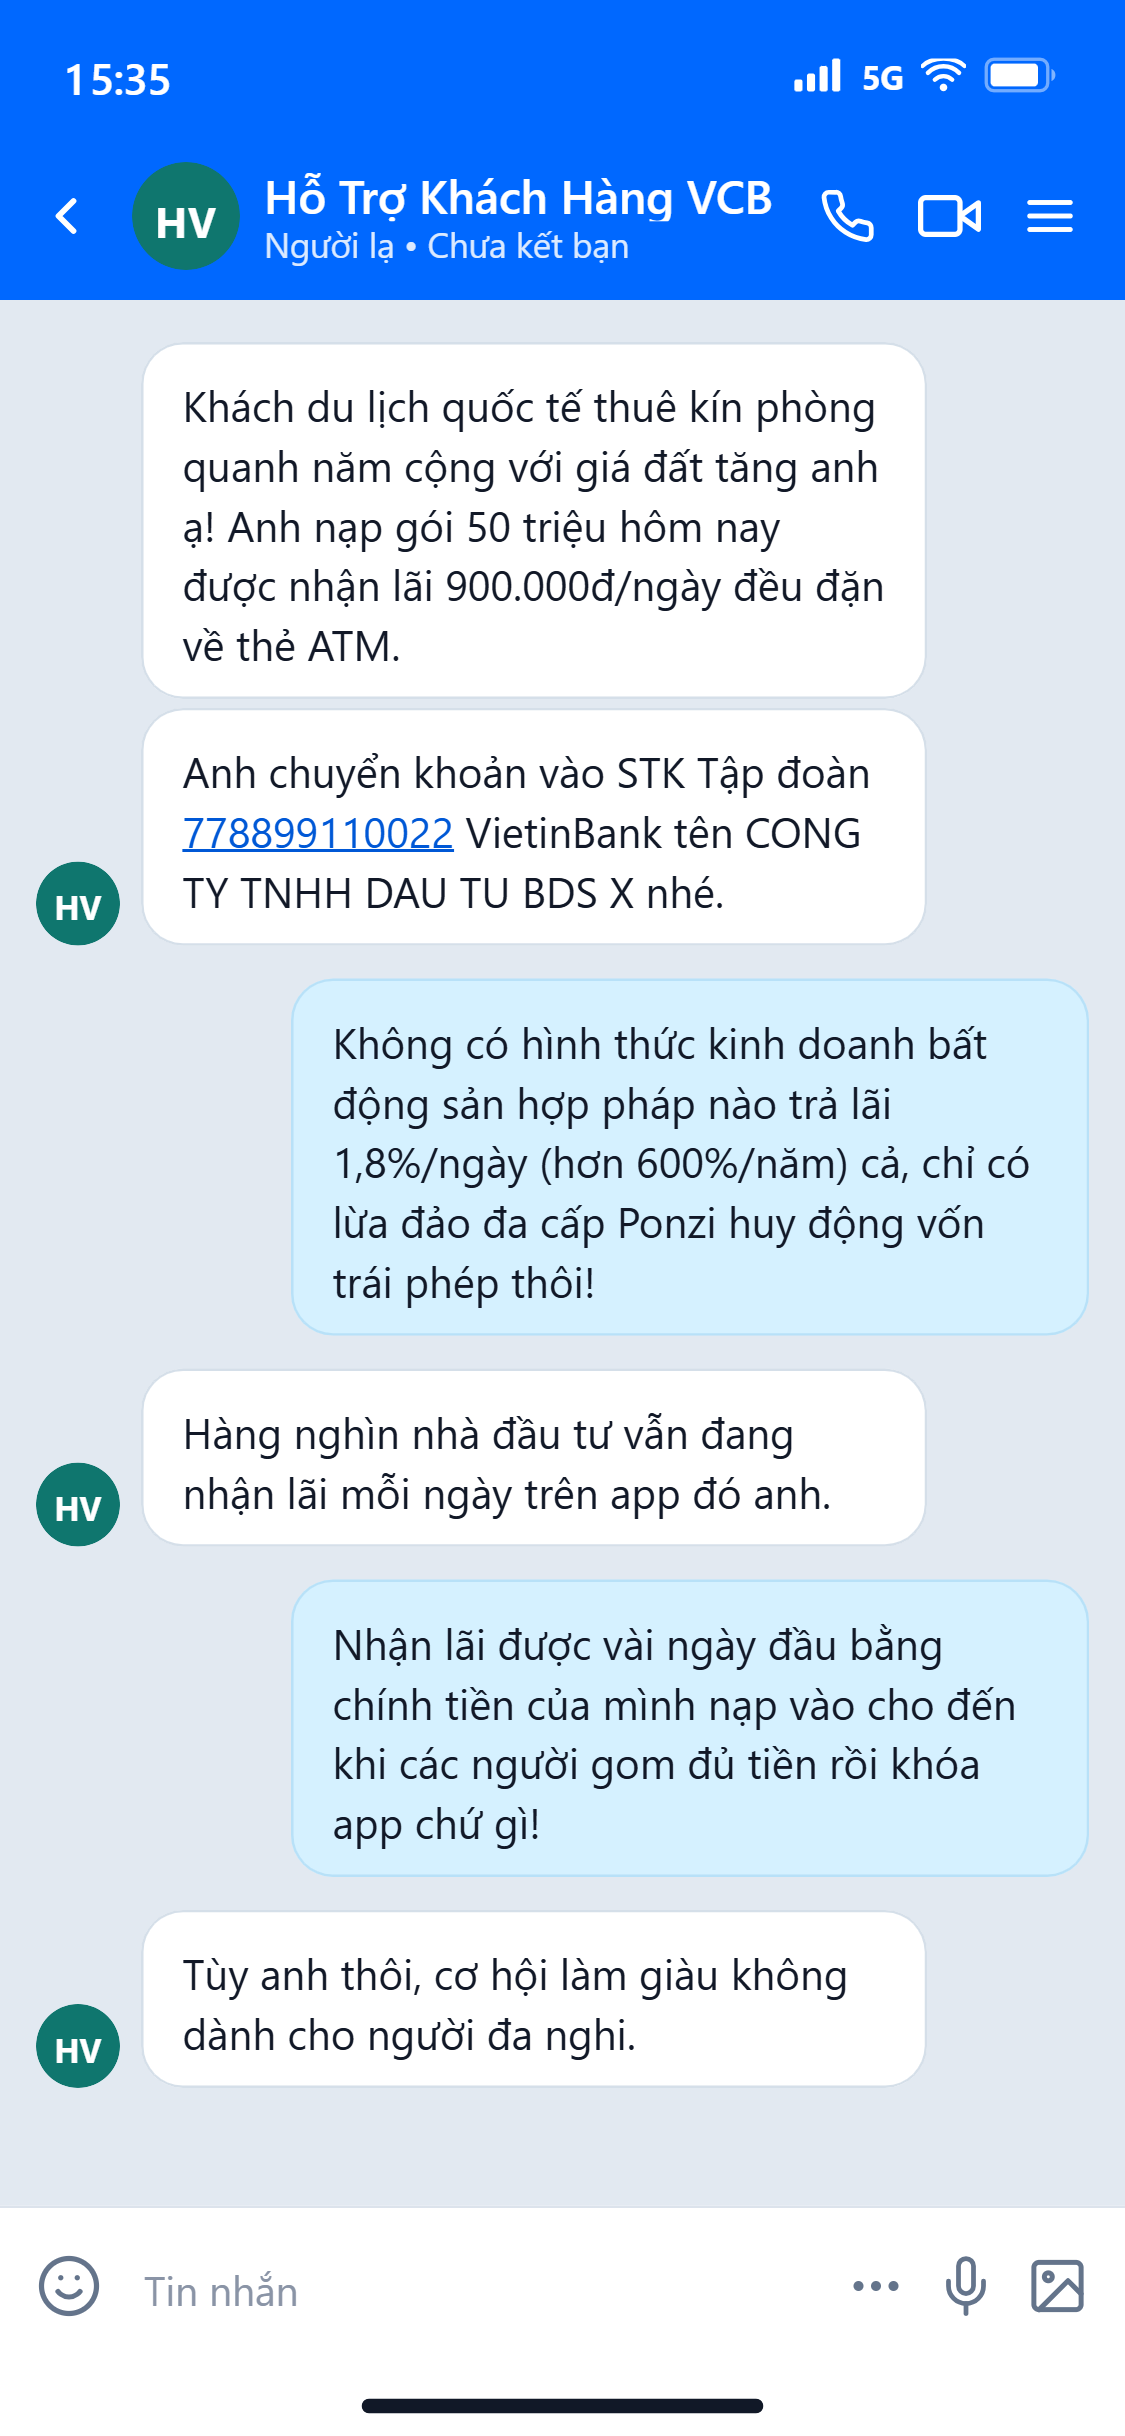 15:35
5G
HV
Hỗ Trợ Khách Hàng VCB
Người lạ • Chưa kết bạn
Khách du lịch quốc tế thuê kín phòng
quanh năm cộng với giá đất tăng anh
ạ! Anh nạp gói 50 triệu hôm nay
được nhận lãi 900.000đ/ngày đều đặn
về thẻ ATM.
Anh chuyển khoản vào STK Tập đoàn
778899110022 VietinBank tên CONG
TY TNHH DAU TU BDS X nhé.
HV
Không có hình thức kinh doanh bất
động sản hợp pháp nào trả lãi
1,8%/ngày (hơn 600%/năm) cả, chỉ có
lừa đảo đa cấp Ponzi huy động vốn
trái phép thôi!
Hàng nghìn nhà đầu tư vẫn đang
nhận lãi mỗi ngày trên app đó anh.
HV
Nhận lãi được vài ngày đầu bằng
chính tiền của mình nạp vào cho đến
khi các người gom đủ tiền rồi khóa
app chứ gì!
Tùy anh thôi, cơ hội làm giàu không
dành cho người đa nghi.
HV
Tin nhắn